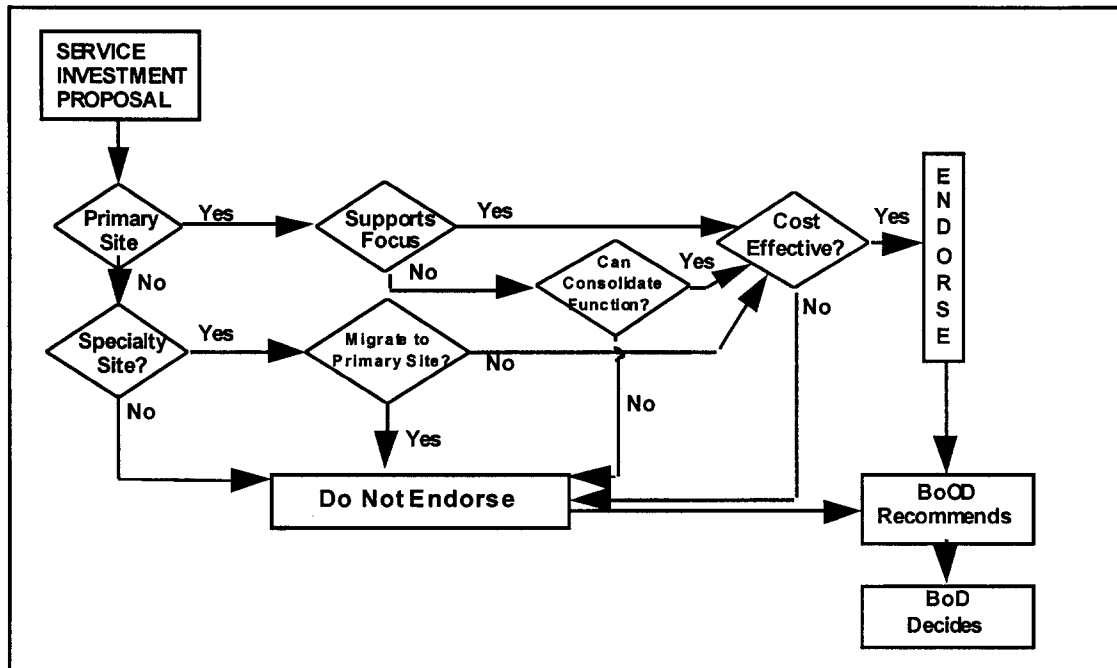 SERVICE
INVESTMENT
PROPOSAL
Primary
Site
Yes
Supports
Focus
Yes
Cost
Effective?
Yes
ENDORSE
No
No
Can
Consolidate
Function?
Yes
No
Specialty
Site?
Yes
Migrate to
Primary Site?
No
No
No
Yes
Do Not Endorse
BoOD
Recommends
BoD
Decides